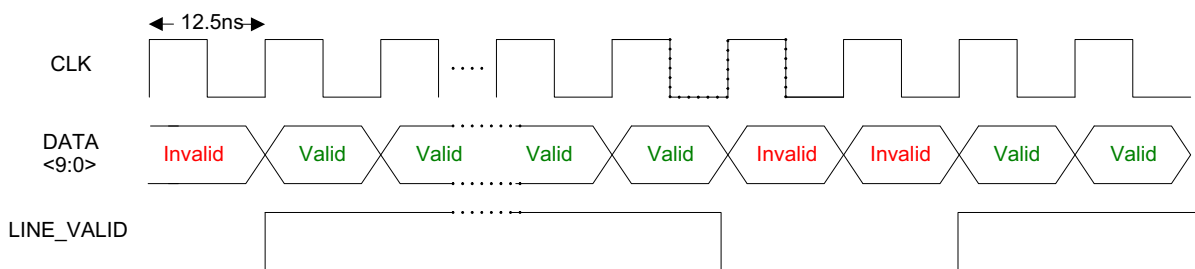 12.5ns
CLK
DATA
<9:0>
Invalid Valid Valid Valid Valid Invalid Invalid Valid Valid
LINE_VALID